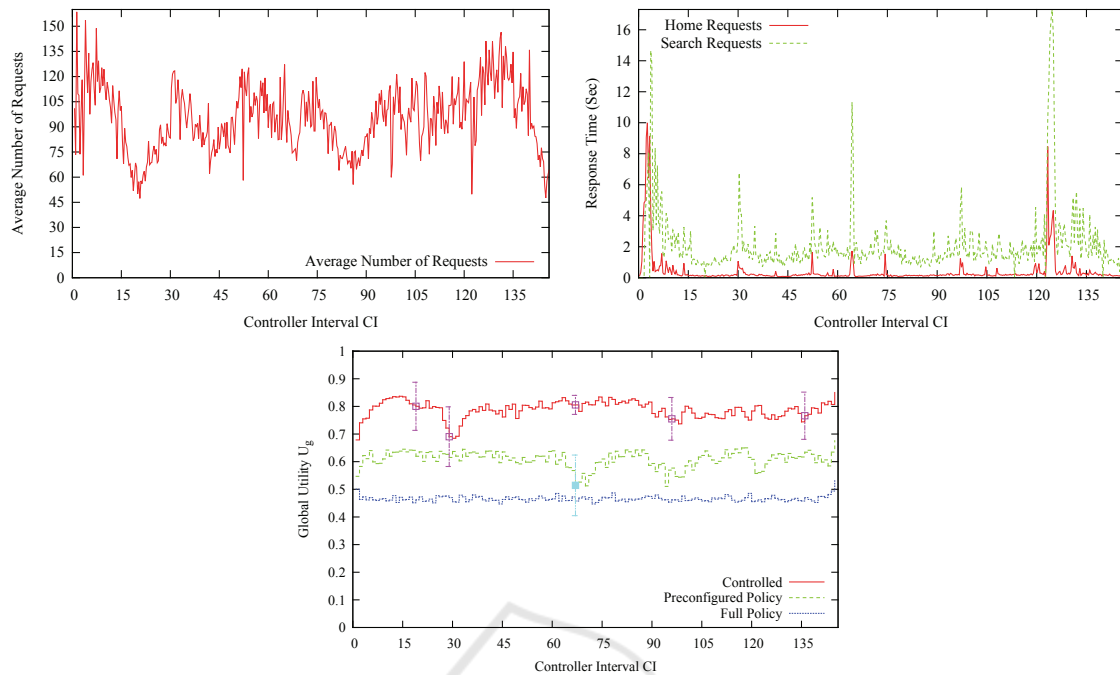 150
135
120
105
90
75
60
45
30
15
0
Average Number of Requests
Average Number of Requests
0 15 30 45 60 75 90 105 120 135
Controller Interval CI
16
14
12
10
8
6
4
2
0
Response Time (Sec)
Home Requests
Search Requests
0 15 30 45 60 75 90 105 120 135
Controller Interval CI
1
0.9
0.8
0.7
0.6
0.5
0.4
0.3
0.2
0.1
0
Global Utility Ug
Controlled
Preconfigured Policy
Full Policy
0 15 30 45 60 75 90 105 120 135
Controller Interval CI